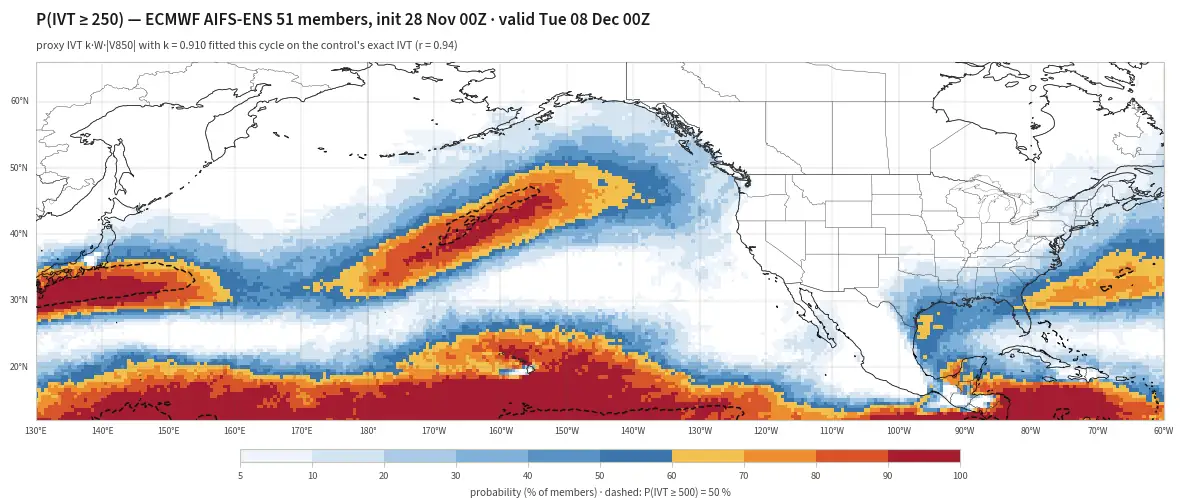 P(IVT ≥ 250) — ECMWF AIFS-ENS 51 members, init 28 Nov 00Z · valid Tue 08 Dec 00Z
proxy IVT k·W·|V850| with k = 0.910 fitted this cycle on the control's exact IVT (r = 0.94)
60°N
50°N
40°N
30°N
20°N
130°E 140°E 150°E 160°E 170°E 180° 170°W 160°W 150°W 140°W 130°W 120°W 110°W 100°W 90°W 80°W 70°W 60°W
5 10 20 30 40 50 60 70 80 90 100
probability (% of members) · dashed: P(IVT ≥ 500) = 50 %